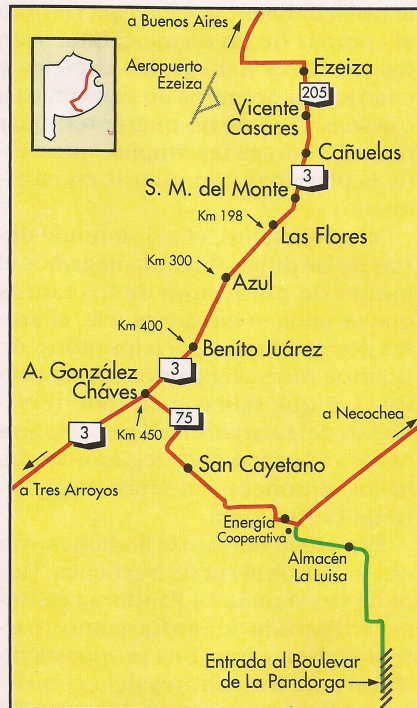 a Buenos Aires
Aeropuerto
Ezeiza
Ezeiza
205
Vicente
Casares
Cañuelas
3
S. M. del Monte
Km 198
Las Flores
Km 300
Azul
Km 400
Beníto Juárez
3
A. González
Cháves
Km 450
75
3
a Tres Arroyos
San Cayetano
a Necochea
Energía
Cooperativa
Almacén
La Luisa
Entrada al Boulevar
de La Pandorga